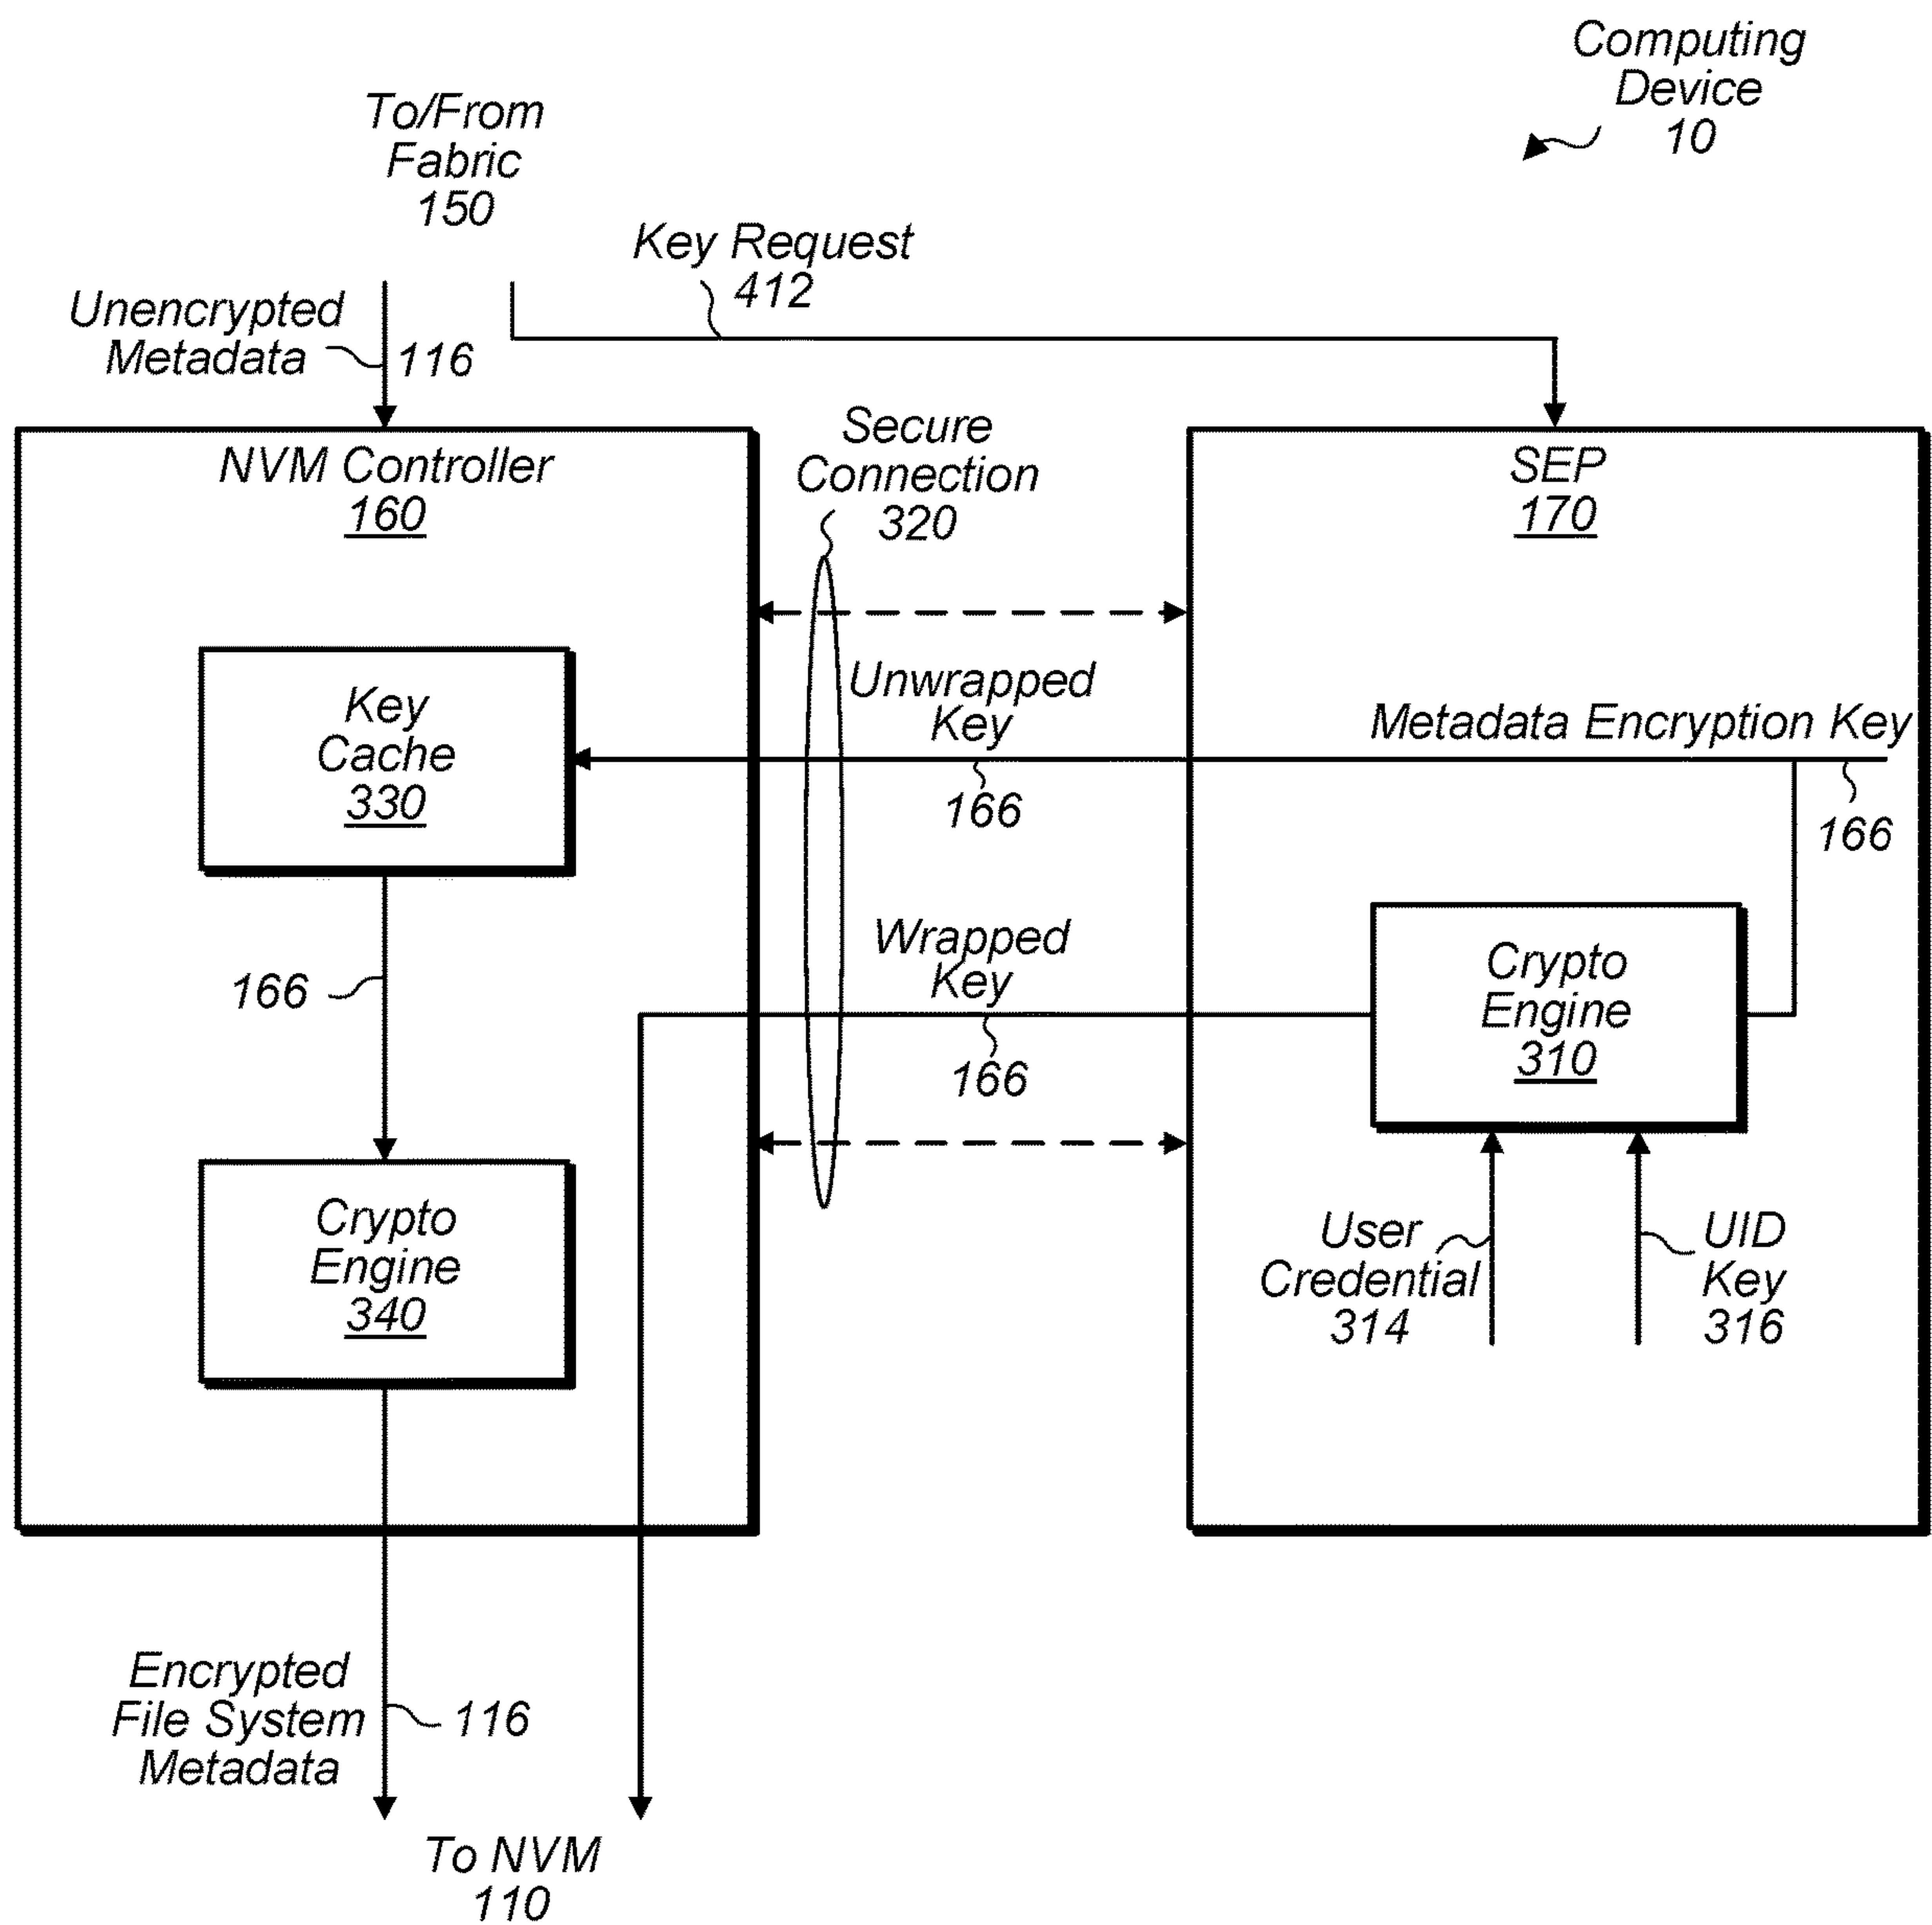 Computing
Device
10
To/From
Fabric
150
Key Request
412
Unencrypted
Metadata
116
NVM Controller
160
Secure
Connection
320
SEP
170
Key
Cache
330
Unwrapped
Key
166
Metadata Encryption Key
166
166
Wrapped
Key
166
Crypto
Engine
310
Crypto
Engine
340
User
Credential
314
UID
Key
316
Encrypted
File System
Metadata
116
To NVM
110